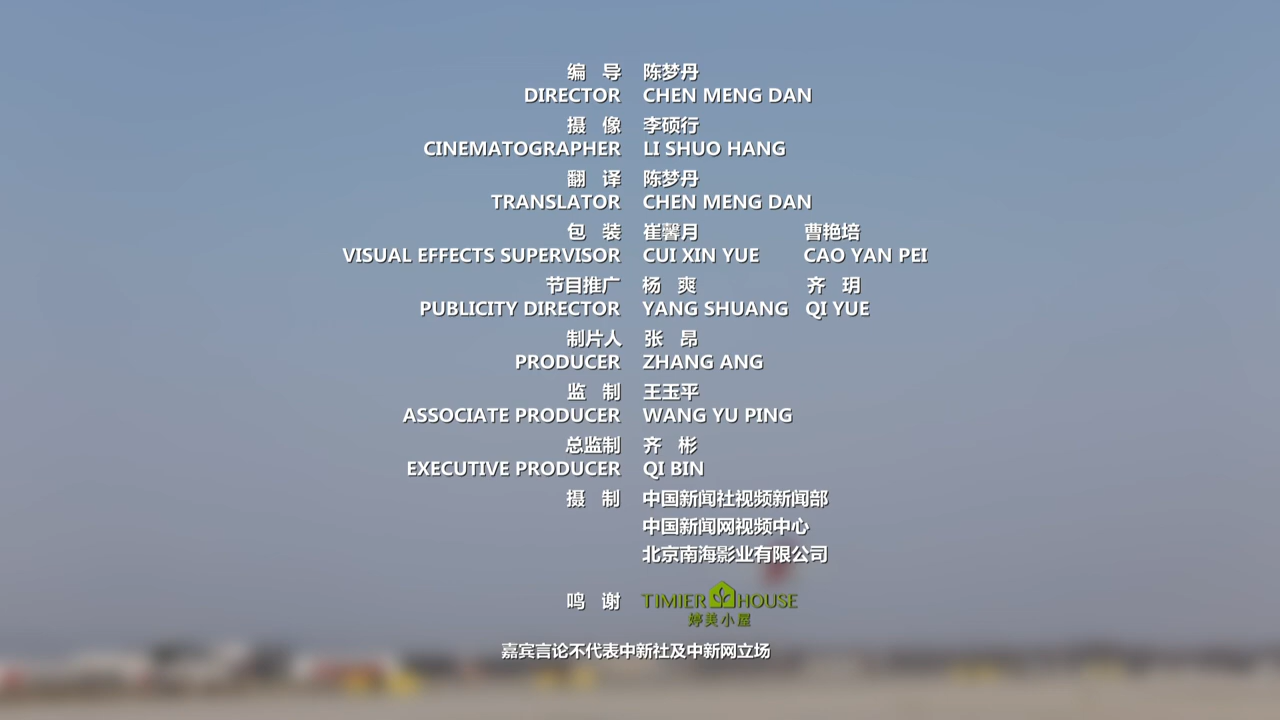 编 导 陈梦丹
DIRECTOR CHEN MENG DAN
摄 像 李硕行
CINEMATOGRAPHER LI SHUO HANG
翻 译 陈梦丹
TRANSLATOR CHEN MENG DAN
包 装 崔馨月 曹艳培
VISUAL EFFECTS SUPERVISOR CUI XIN YUE CAO YAN PEI
节目推广 杨 爽 齐 玥
PUBLICITY DIRECTOR YANG SHUANG QI YUE
制片人 张 昂
PRODUCER ZHANG ANG
监 制 王玉平
ASSOCIATE PRODUCER WANG YU PING
总监制 齐 彬
EXECUTIVE PRODUCER QI BIN
摄 制 中国新闻社视频新闻部
中国新闻网视频中心
北京南海影业有限公司
鸣 谢 TIMIER HOUSE
婷美小屋
嘉宾言论不代表中新社及中新网立场